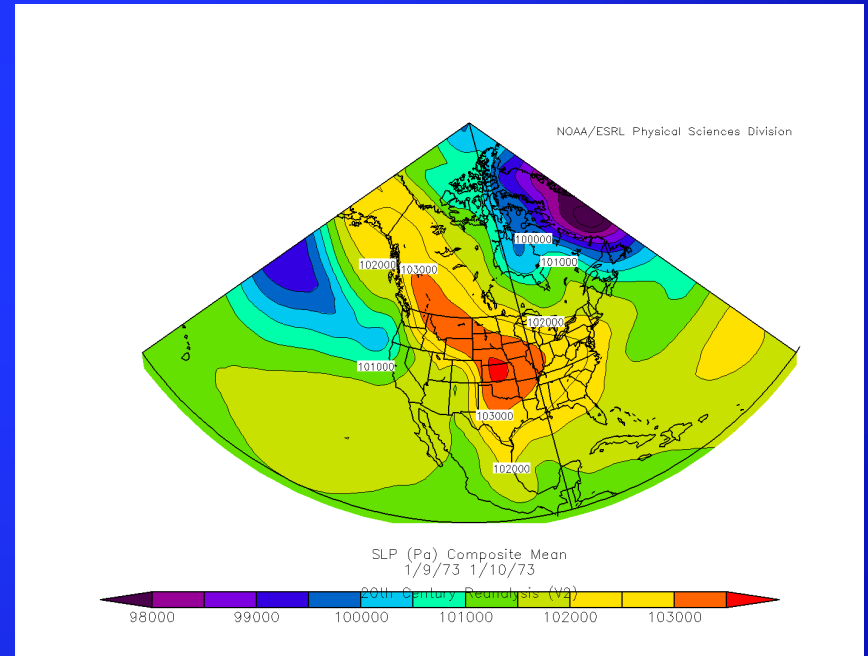 NOAA/ESRL Physical Sciences Division
100000
101000
102000
103000
102000
101000
103000
102000
SLP (Pa) Composite Mean
1/9/73 1/10/73
20th Century Reanalysis (V2)
98000 99000 100000 101000 102000 103000